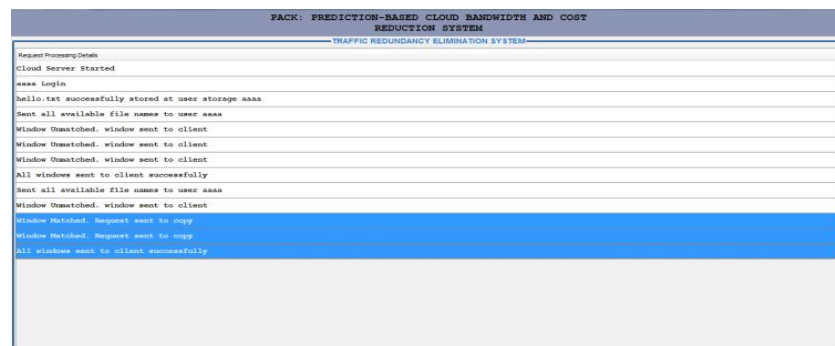 PACK: PREDICTION-BASED CLOUD BANDWIDTH AND COST
REDUCTION SYSTEM
TRAFFIC REDUNDANCY ELIMINATION SYSTEM
Request Processing Details
Cloud Server Started
aaaa Login
hello.txt successfully stored at user storage aaaa
Sent all available file names to user aaaa
Window Unmatched. window sent to client
Window Unmatched. window sent to client
Window Unmatched. window sent to client
All windows sent to client successfully
Sent all available file names to user aaaa
Window Unmatched. window sent to client
Window Matched. Request sent to copy
Window Matched. Request sent to copy
All windows sent to client successfully